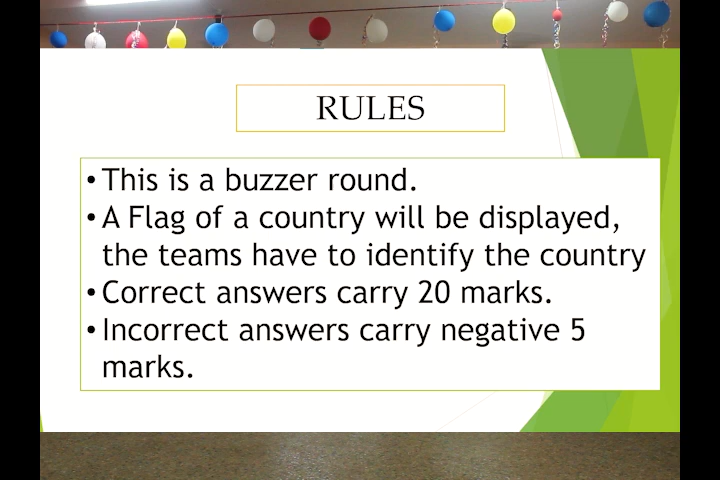 RULES
•This is a buzzer round.
•A Flag of a country will be displayed,
the teams have to identify the country
•Correct answers carry 20 marks.
•Incorrect answers carry negative 5
marks.